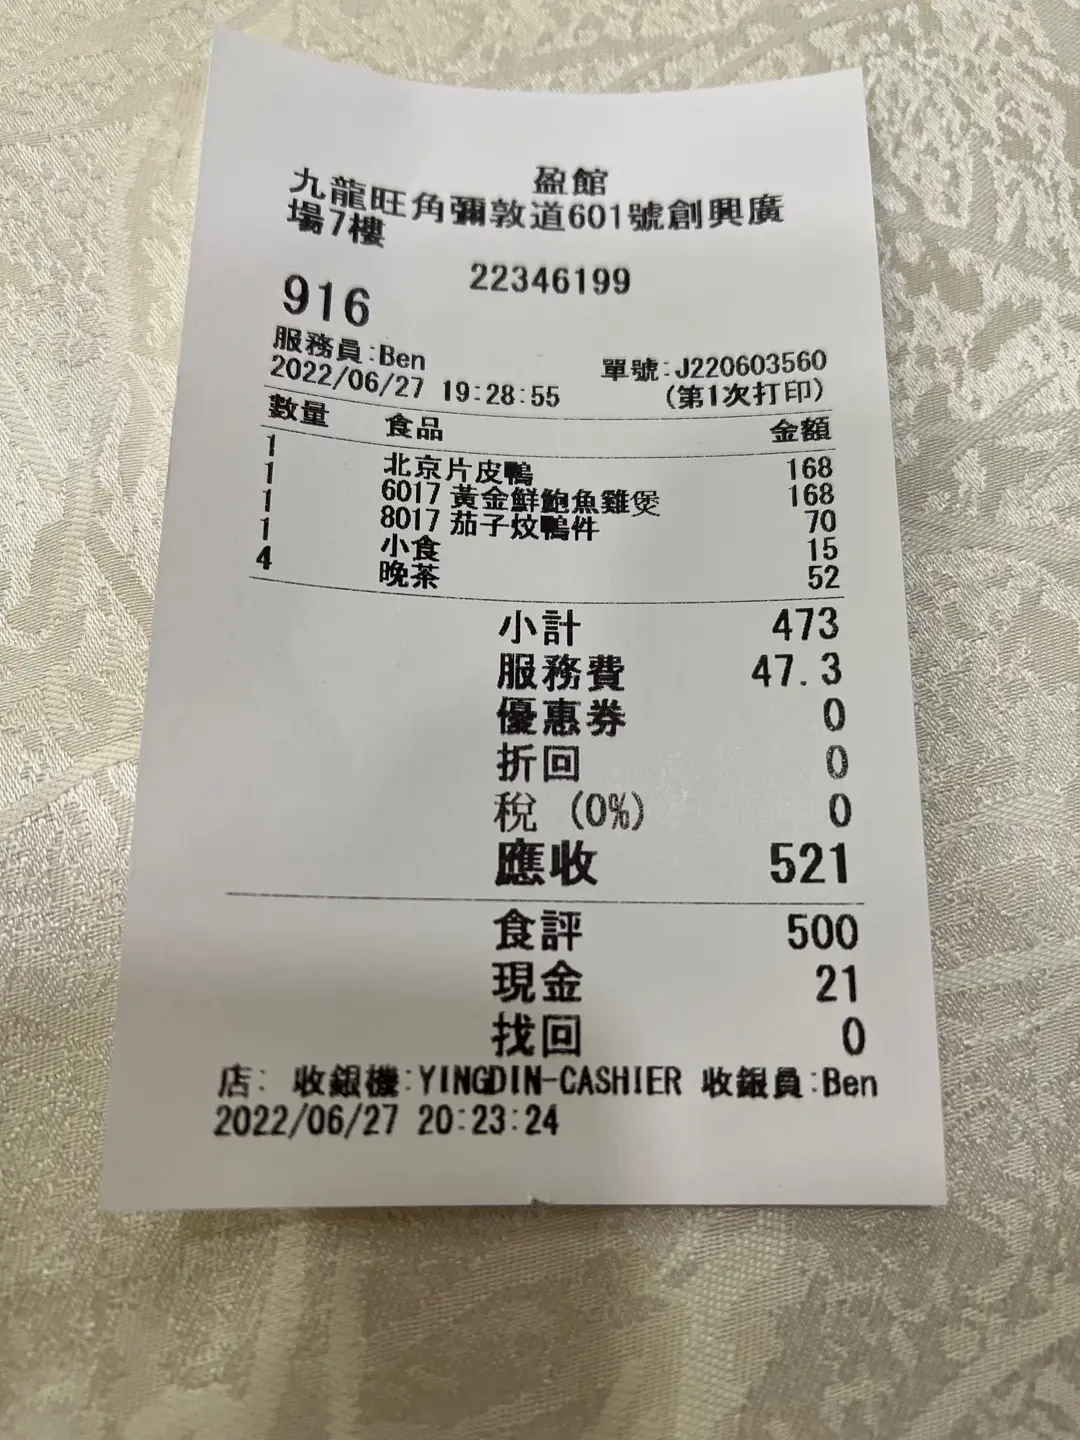 盈館
九龍旺角彌敦道601號創興廣
場7樓
22346199
916
服務員:Ben
單號:J220603560
2022/06/27 19:28:55
(第1次打印)
數量 食品 金額
1 北京片皮鴨 168
1 6017 黃金鮮鮑魚雞煲 168
1 8017 茄子炆鴨件 70
1 小食 15
4 晚茶 52
小計 473
服務費 47.3
優惠券 0
折回 0
稅 (0%) 0
應收 521
食評 500
現金 21
找回 0
店: 收銀機:YINGDIN-CASHIER 收銀員:Ben
2022/06/27 20:23:24